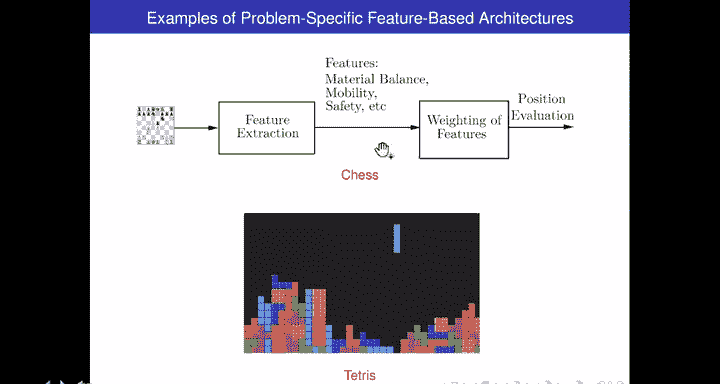 Examples of Problem-Specific Feature-Based Architectures
Features:
Material Balance,
Mobility,
Safety, etc
Feature
Extraction
Weighting of
Features
Position
Evaluation
Chess
Tetris